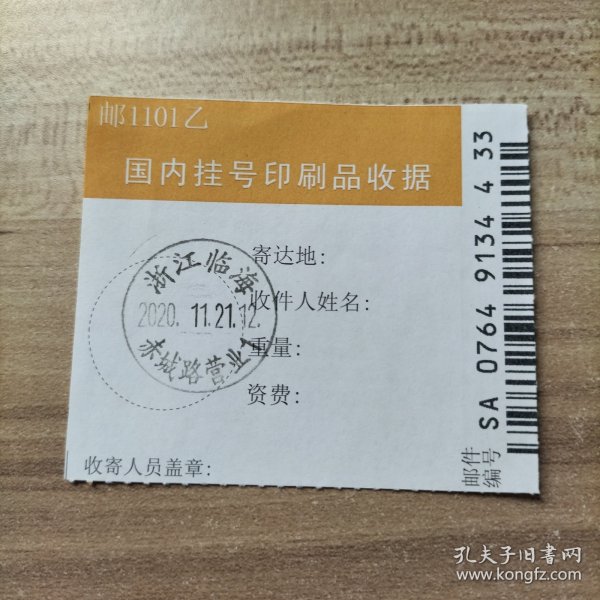 邮1101乙
国内挂号印刷品收据
寄达地：
收件人姓名：
重量：
资费：
收寄人员盖章：
浙江临海
2020.11.21.12
赤城路营业1
邮件
编号
SA 0764 9134 4 33
孔夫子旧书网
www.kongfz.com